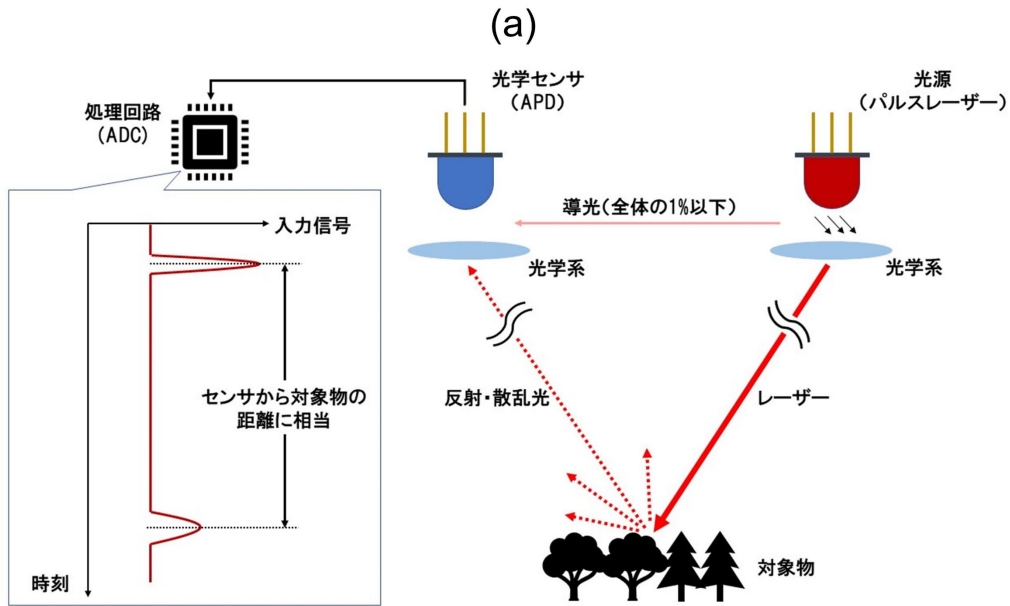 (a)
処理回路
(ADC)
光学センサ
(APD)
光源
(パルスレーザー)
導光(全体の1%以下)
光学系
光学系
入力信号
センサから対象物の
距離に相当
時刻
反射・散乱光
レーザー
対象物